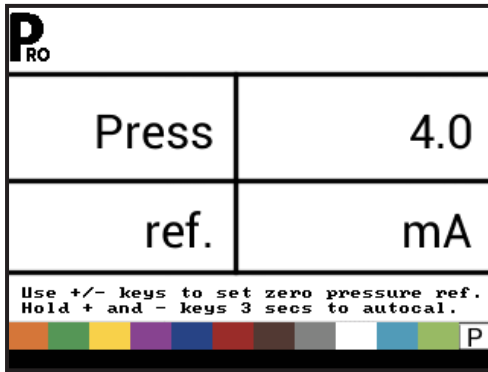 PRO
Press 4.0
ref. mA
Use +/- keys to set zero pressure ref.
Hold + and - keys 3 secs to autocal.
P